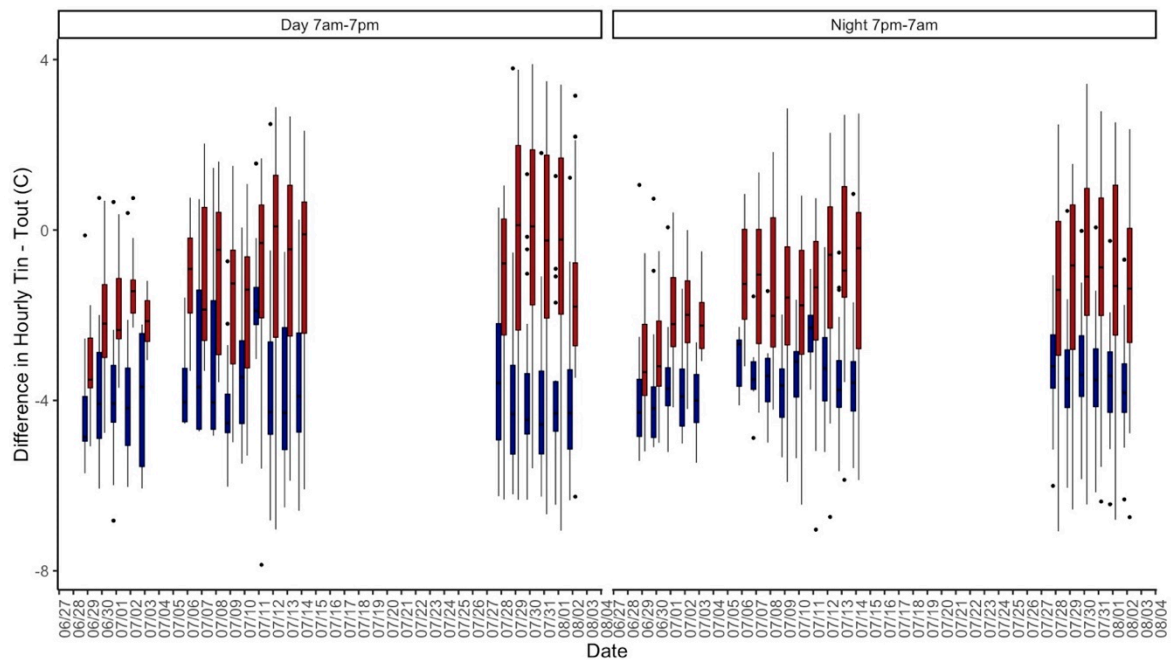 Day 7am-7pm
Night 7pm-7am
Difference in Hourly Tin - Tout (C)
4
0
-4
-8
06/27 06/28 06/29 06/30 07/01 07/02 07/03 07/04 07/05 07/06 07/07 07/08 07/09 07/10 07/11 07/12 07/13 07/14 07/15 07/16 07/17 07/18 07/19 07/20 07/21 07/22 07/23 07/24 07/25 07/26 07/27 07/28 07/29 07/30 07/31 08/01 08/02 08/03 08/04
06/27 06/28 06/29 06/30 07/01 07/02 07/03 07/04 07/05 07/06 07/07 07/08 07/09 07/10 07/11 07/12 07/13 07/14 07/15 07/16 07/17 07/18 07/19 07/20 07/21 07/22 07/23 07/24 07/25 07/26 07/27 07/28 07/29 07/30 07/31 08/01 08/02 08/03 08/04
Date